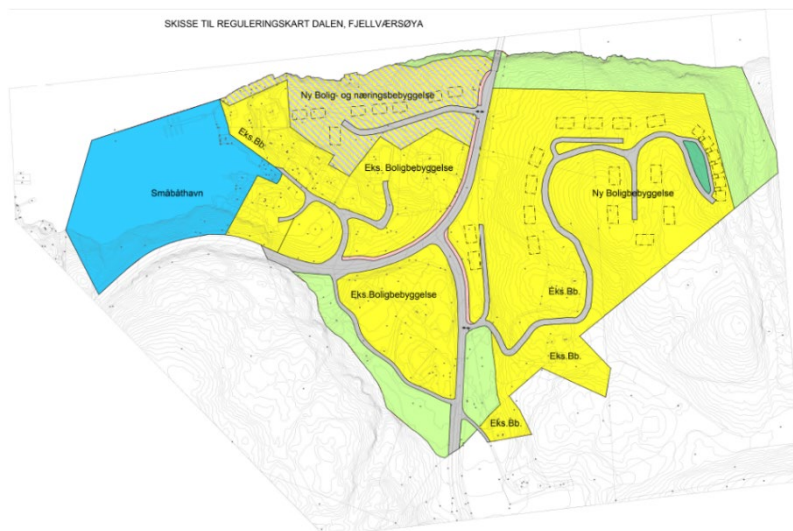 SKISSE TIL REGULERINGSKART DALEN, FJELLVÆRSØYA
Ny Bolig- og næringsbebyggelse
Eks.Bb.
Eks. Boligbebyggelse
Småbåthavn
Ny Boligbebyggelse
Eks.Boligbebyggelse
Eks.Bb.
Eks.Bb.
Eks.Bb.